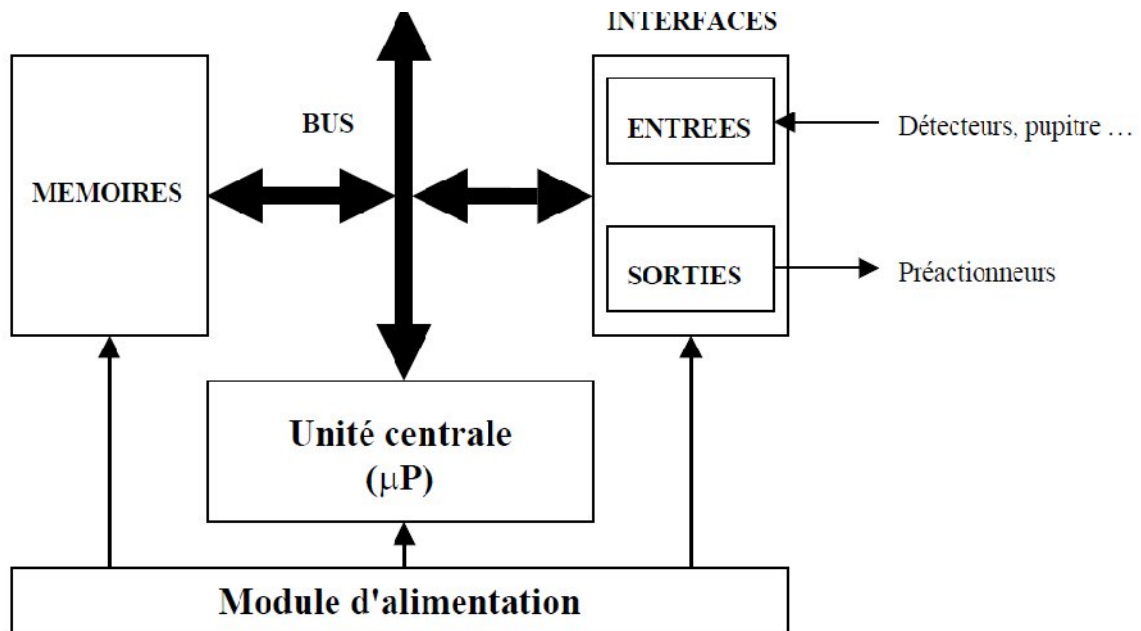 INTERFACES
BUS
ENTREES
Détecteurs, pupitre …
MEMOIRES
SORTIES
Préactionneurs
Unité centrale
(µP)
Module d'alimentation